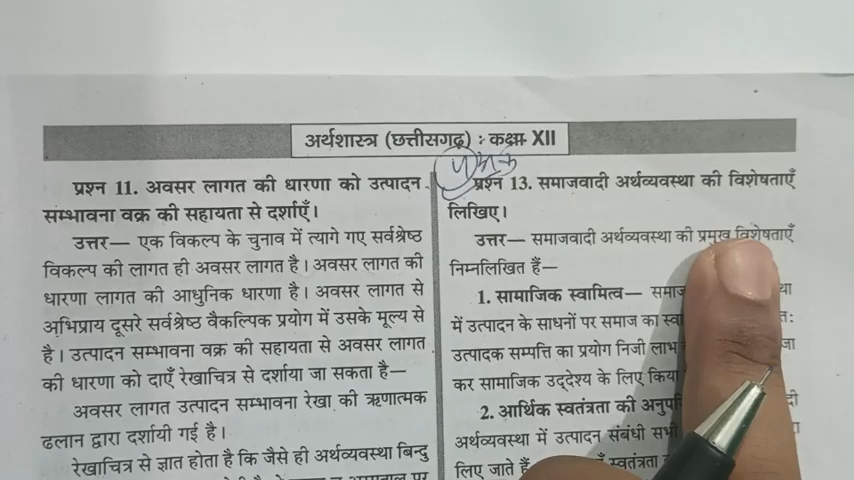 अर्थशास्त्र (छत्तीसगढ़) : कक्षा XII
प्रश्न 11. अवसर लागत की धारणा को उत्पादन
सम्भावना वक्र की सहायता से दर्शाएँ।
उत्तर— एक विकल्प के चुनाव में त्यागे गए सर्वश्रेष्ठ
विकल्प की लागत ही अवसर लागत है। अवसर लागत की
धारणा लागत की आधुनिक धारणा है। अवसर लागत से
अभिप्राय दूसरे सर्वश्रेष्ठ वैकल्पिक प्रयोग में उसके मूल्य से
है। उत्पादन सम्भावना वक्र की सहायता से अवसर लागत
की धारणा को दाएँ रेखाचित्र से दर्शाया जा सकता है—
अवसर लागत उत्पादन सम्भावना रेखा की ऋणात्मक
ढलान द्वारा दर्शायी गई है।
रेखाचित्र से ज्ञात होता है कि जैसे ही अर्थव्यवस्था बिन्दु
प्रश्न 13. समाजवादी अर्थव्यवस्था की विशेषताएँ
लिखिए।
उत्तर— समाजवादी अर्थव्यवस्था की प्रमुख विशेषताएँ
निम्नलिखित हैं—
1. सामाजिक स्वामित्व—
में उत्पादन के साधनों पर समाज का
उत्पादक सम्पत्ति का प्रयोग निजी लाभ
कर सामाजिक उद्देश्य के लिए किया
2. आर्थिक स्वतंत्रता की
अर्थव्यवस्था में उत्पादन संबंधी सभी
लिए जाते हैं स्वतंत्रता